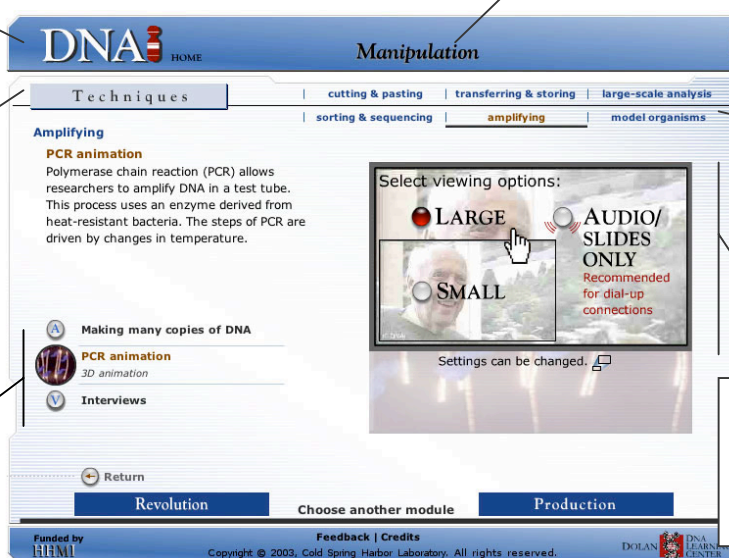 DNAi HOME
Manipulation
Techniques
cutting & pasting | transferring & storing | large-scale analysis
sorting & sequencing | amplifying | model organisms
Amplifying
PCR animation
Polymerase chain reaction (PCR) allows
researchers to amplify DNA in a test tube.
This process uses an enzyme derived from
heat-resistant bacteria. The steps of PCR are
driven by changes in temperature.
Select viewing options:
LARGE
AUDIO/
SLIDES
ONLY
Recommended
for dial-up
connections
SMALL
Settings can be changed.
A Making many copies of DNA
PCR animation
3D animation
V Interviews
Return
Revolution
Choose another module
Production
Funded by
HHMI
Feedback | Credits
Copyright © 2003, Cold Spring Harbor Laboratory. All rights reserved.
DOLAN DNA
LEARNING
CENTER